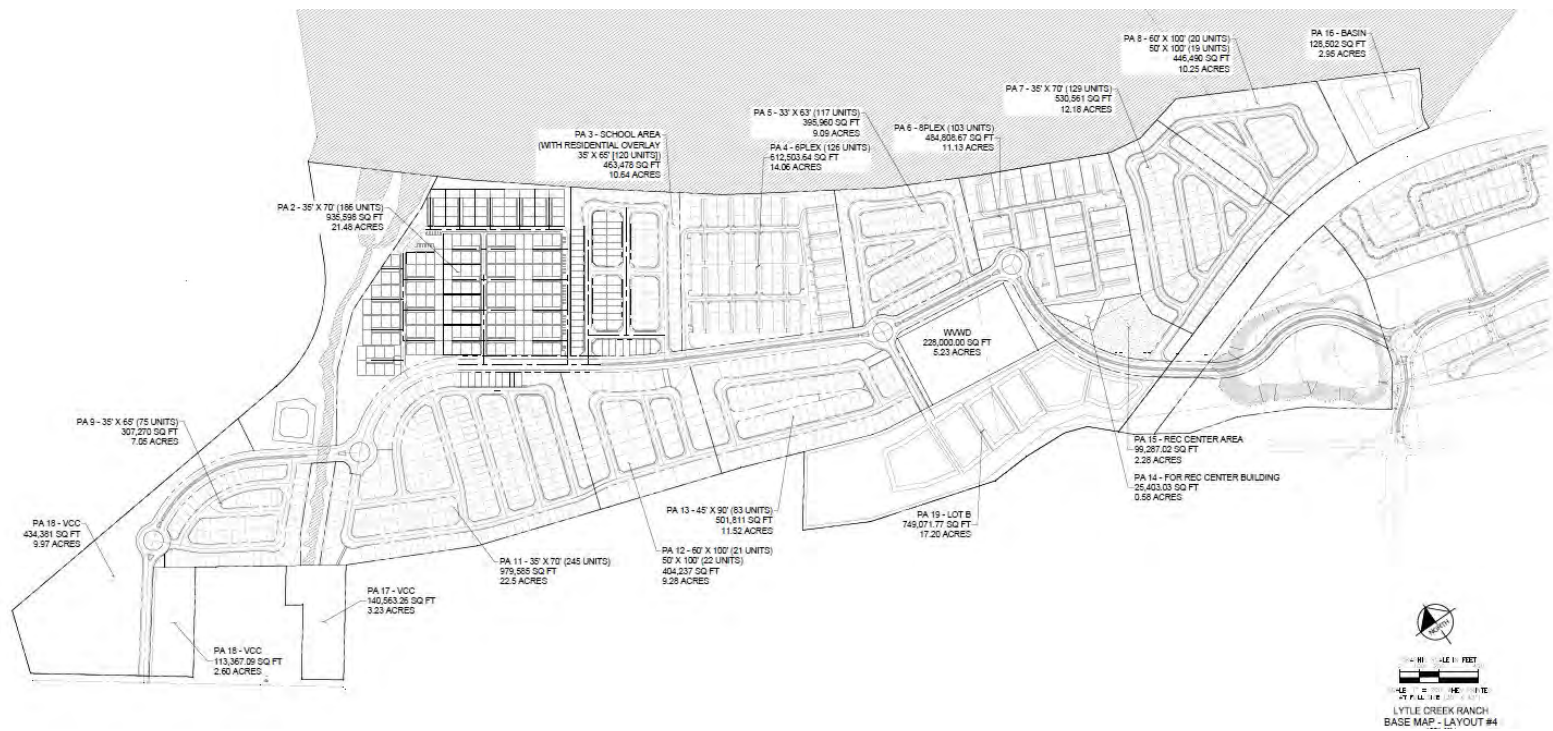 PA 8 - 60' X 100' (20 UNITS)
50' X 100' (19 UNITS)
446,490 SQ FT
10.25 ACRES
PA 16 - BASIN
128,502 SQ FT
2.95 ACRES
PA 7 - 35' X 70' (129 UNITS)
530,561 SQ FT
12.18 ACRES
PA 5 - 33' X 63' (117 UNITS)
395,960 SQ FT
9.09 ACRES
PA 6 - 8PLEX (103 UNITS)
484,808.67 SQ FT
11.13 ACRES
PA 3 - SCHOOL AREA
(WITH RESIDENTIAL OVERLAY
35' X 65' [120 UNITS])
463,478 SQ FT
10.64 ACRES
PA 4 - 6PLEX (126 UNITS)
612,503.64 SQ FT
14.06 ACRES
PA 2 - 35' X 70' (186 UNITS)
935,598 SQ FT
21.48 ACRES
WVWD
228,000.00 SQ FT
5.23 ACRES
PA 9 - 35' X 65' (75 UNITS)
307,270 SQ FT
7.05 ACRES
PA 15 - REC CENTER AREA
99,287.02 SQ FT
2.28 ACRES
PA 14 - FOR REC CENTER BUILDING
25,403.03 SQ FT
0.58 ACRES
PA 13 - 45' X 90' (83 UNITS)
501,811 SQ FT
11.52 ACRES
PA 19 - LOT B
749,071.77 SQ FT
17.20 ACRES
PA 18 - VCC
434,381 SQ FT
9.97 ACRES
PA 12 - 60' X 100' (21 UNITS)
50' X 100' (22 UNITS)
404,237 SQ FT
9.28 ACRES
PA 11 - 35' X 70' (245 UNITS)
979,585 SQ FT
22.5 ACRES
PA 17 - VCC
140,563.26 SQ FT
3.23 ACRES
PA 18 - VCC
113,367.09 SQ FT
2.60 ACRES
NORTH
IN FEET
LYTLE CREEK RANCH
BASE MAP - LAYOUT #4